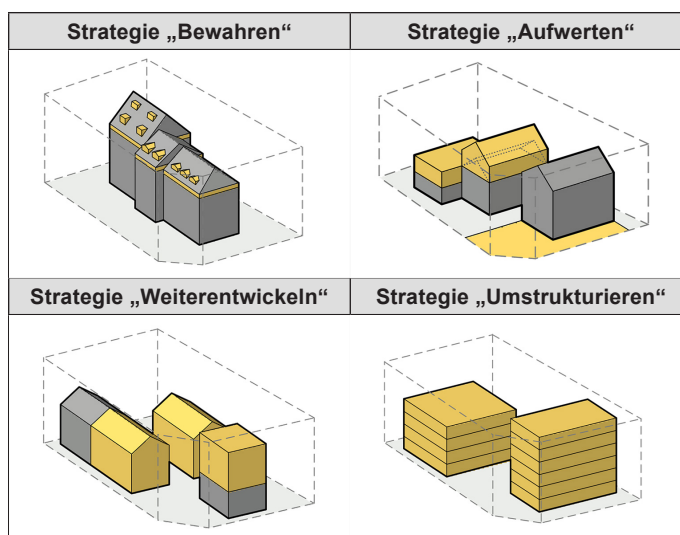 Strategie „Bewahren“
Strategie „Aufwerten“
Strategie „Weiterentwickeln“
Strategie „Umstrukturieren“